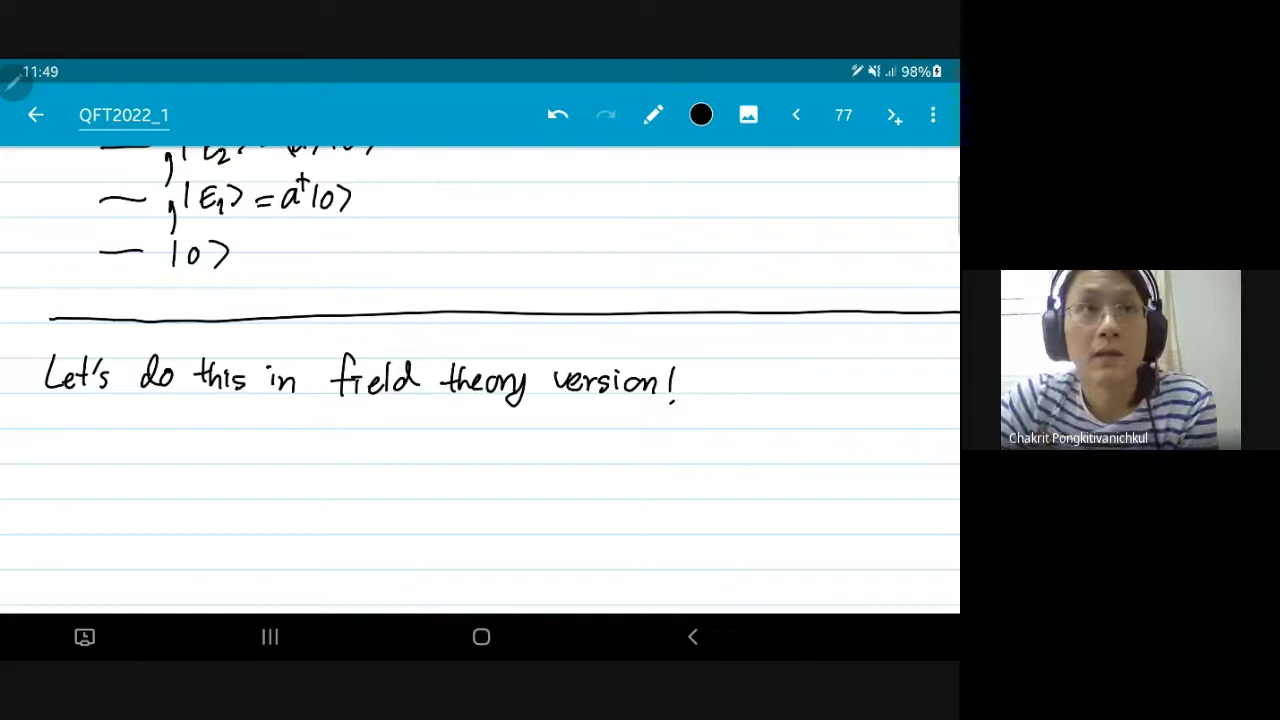 11:49 98%
QFT2022_1 77
|E₁⟩ = a†|0⟩
|0⟩
Let's do this in field theory version!
Chakrit Pongkitivanichkul